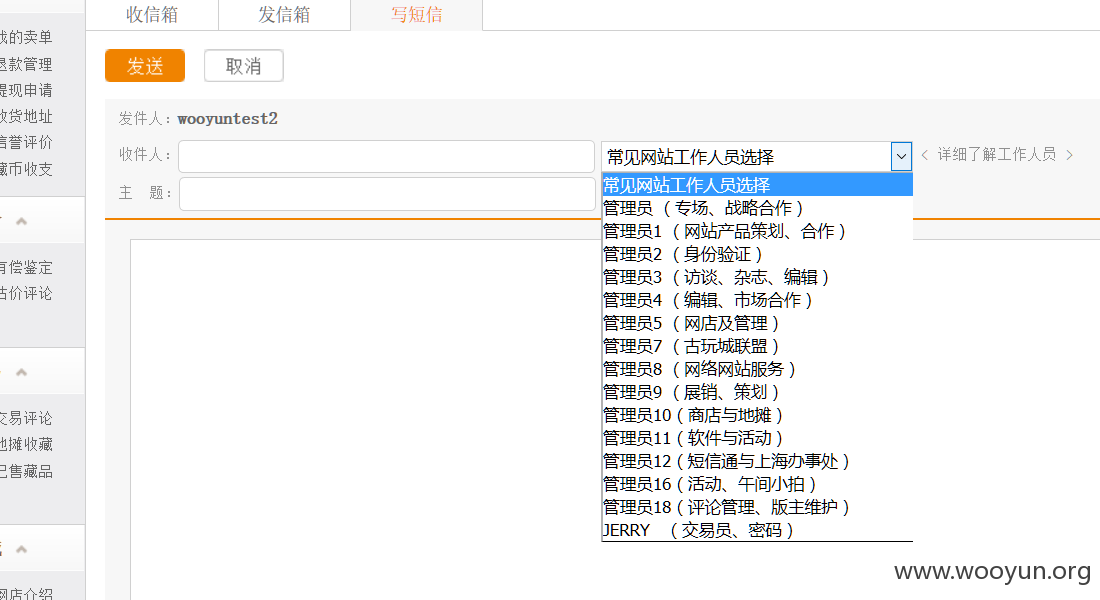 收信箱 发信箱 写短信
发送 取消
的卖单
退款管理
提现申请
收货地址
信誉评价
藏币收支
有偿鉴定
估价评论
交易评论
地摊收藏
已售藏品
网店介绍
发件人：wooyuntest2
收件人： 常见网站工作人员选择 < 详细了解工作人员 >
主 题：
常见网站工作人员选择
管理员 （专场、战略合作）
管理员1 （网站产品策划、合作）
管理员2 （身份验证）
管理员3 （访谈、杂志、编辑）
管理员4 （编辑、市场合作）
管理员5 （网店及管理）
管理员7 （古玩城联盟）
管理员8 （网络网站服务）
管理员9 （展销、策划）
管理员10（商店与地摊）
管理员11（软件与活动）
管理员12（短信通与上海办事处）
管理员16（活动、午间小拍）
管理员18（评论管理、版主维护）
JERRY （交易员、密码）
www.wooyun.org